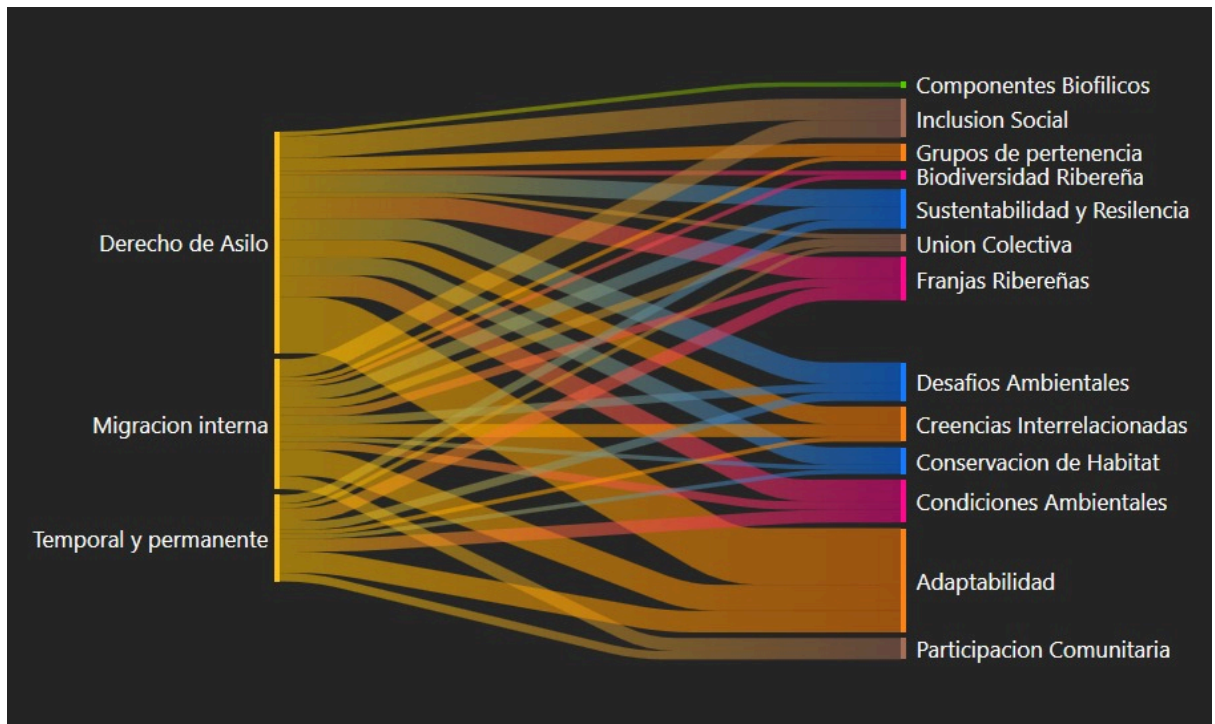 Derecho de Asilo
Migracion interna
Temporal y permanente
Componentes Biofilicos
Inclusion Social
Grupos de pertenencia
Biodiversidad Ribereña
Sustentabilidad y Resilencia
Union Colectiva
Franjas Ribereñas
Desafios Ambientales
Creencias Interrelacionadas
Conservacion de Habitat
Condiciones Ambientales
Adaptabilidad
Participacion Comunitaria